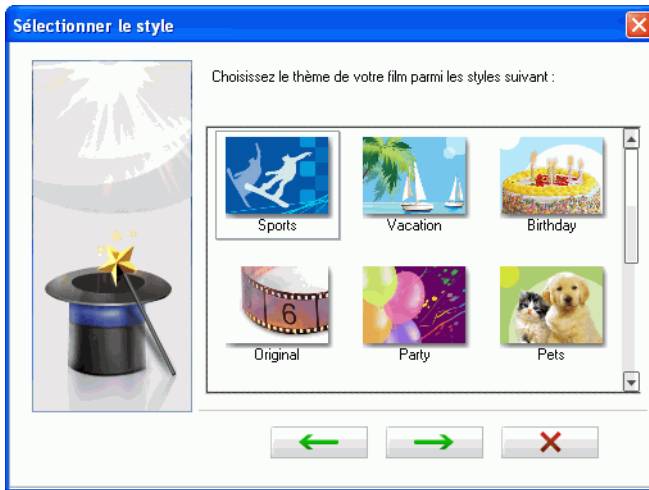 Sélectionner le style
Choisissez le thème de votre film parmi les styles suivant :
Sports Vacation Birthday
6
Original Party Pets